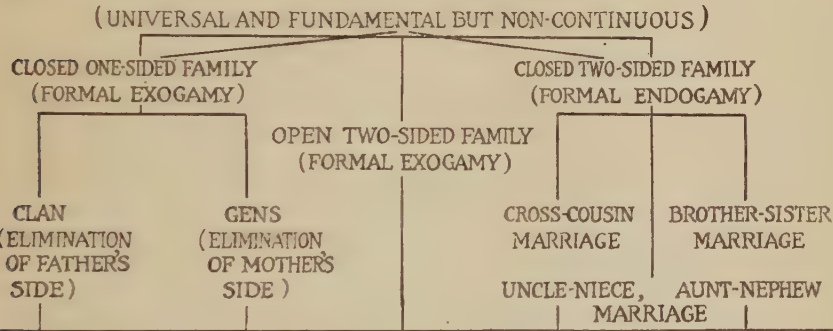 (UNIVERSAL AND FUNDAMENTAL BUT NON-CONTINUOUS)
CLOSED ONE-SIDED FAMILY
(FORMAL EXOGAMY)
CLOSED TWO-SIDED FAMILY
(FORMAL ENDOGAMY)
OPEN TWO-SIDED FAMILY
(FORMAL EXOGAMY)
CLAN
(ELIMINATION
OF FATHER'S
SIDE)
GENS
(ELIMINATION
OF MOTHER'S
SIDE)
CROSS-COUSIN
MARRIAGE
BROTHER-SISTER
MARRIAGE
UNCLE-NIECE, AUNT-NEPHEW
MARRIAGE